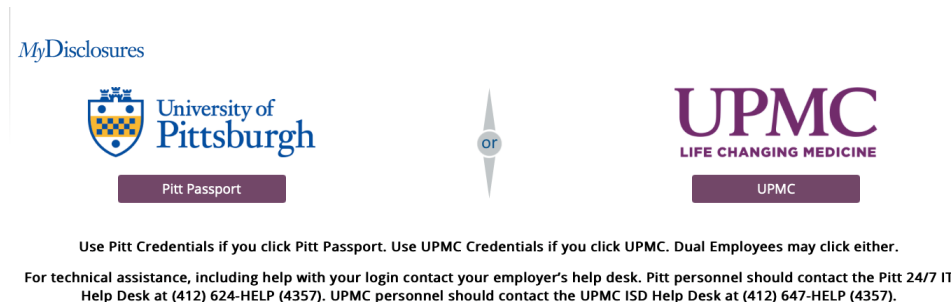 MyDisclosures
University of
Pittsburgh
Pitt Passport
or
UPMC
LIFE CHANGING MEDICINE
UPMC
Use Pitt Credentials if you click Pitt Passport. Use UPMC Credentials if you click UPMC. Dual Employees may click either.
For technical assistance, including help with your login contact your employer's help desk. Pitt personnel should contact the Pitt 24/7 IT
Help Desk at (412) 624-HELP (4357). UPMC personnel should contact the UPMC ISD Help Desk at (412) 647-HELP (4357).